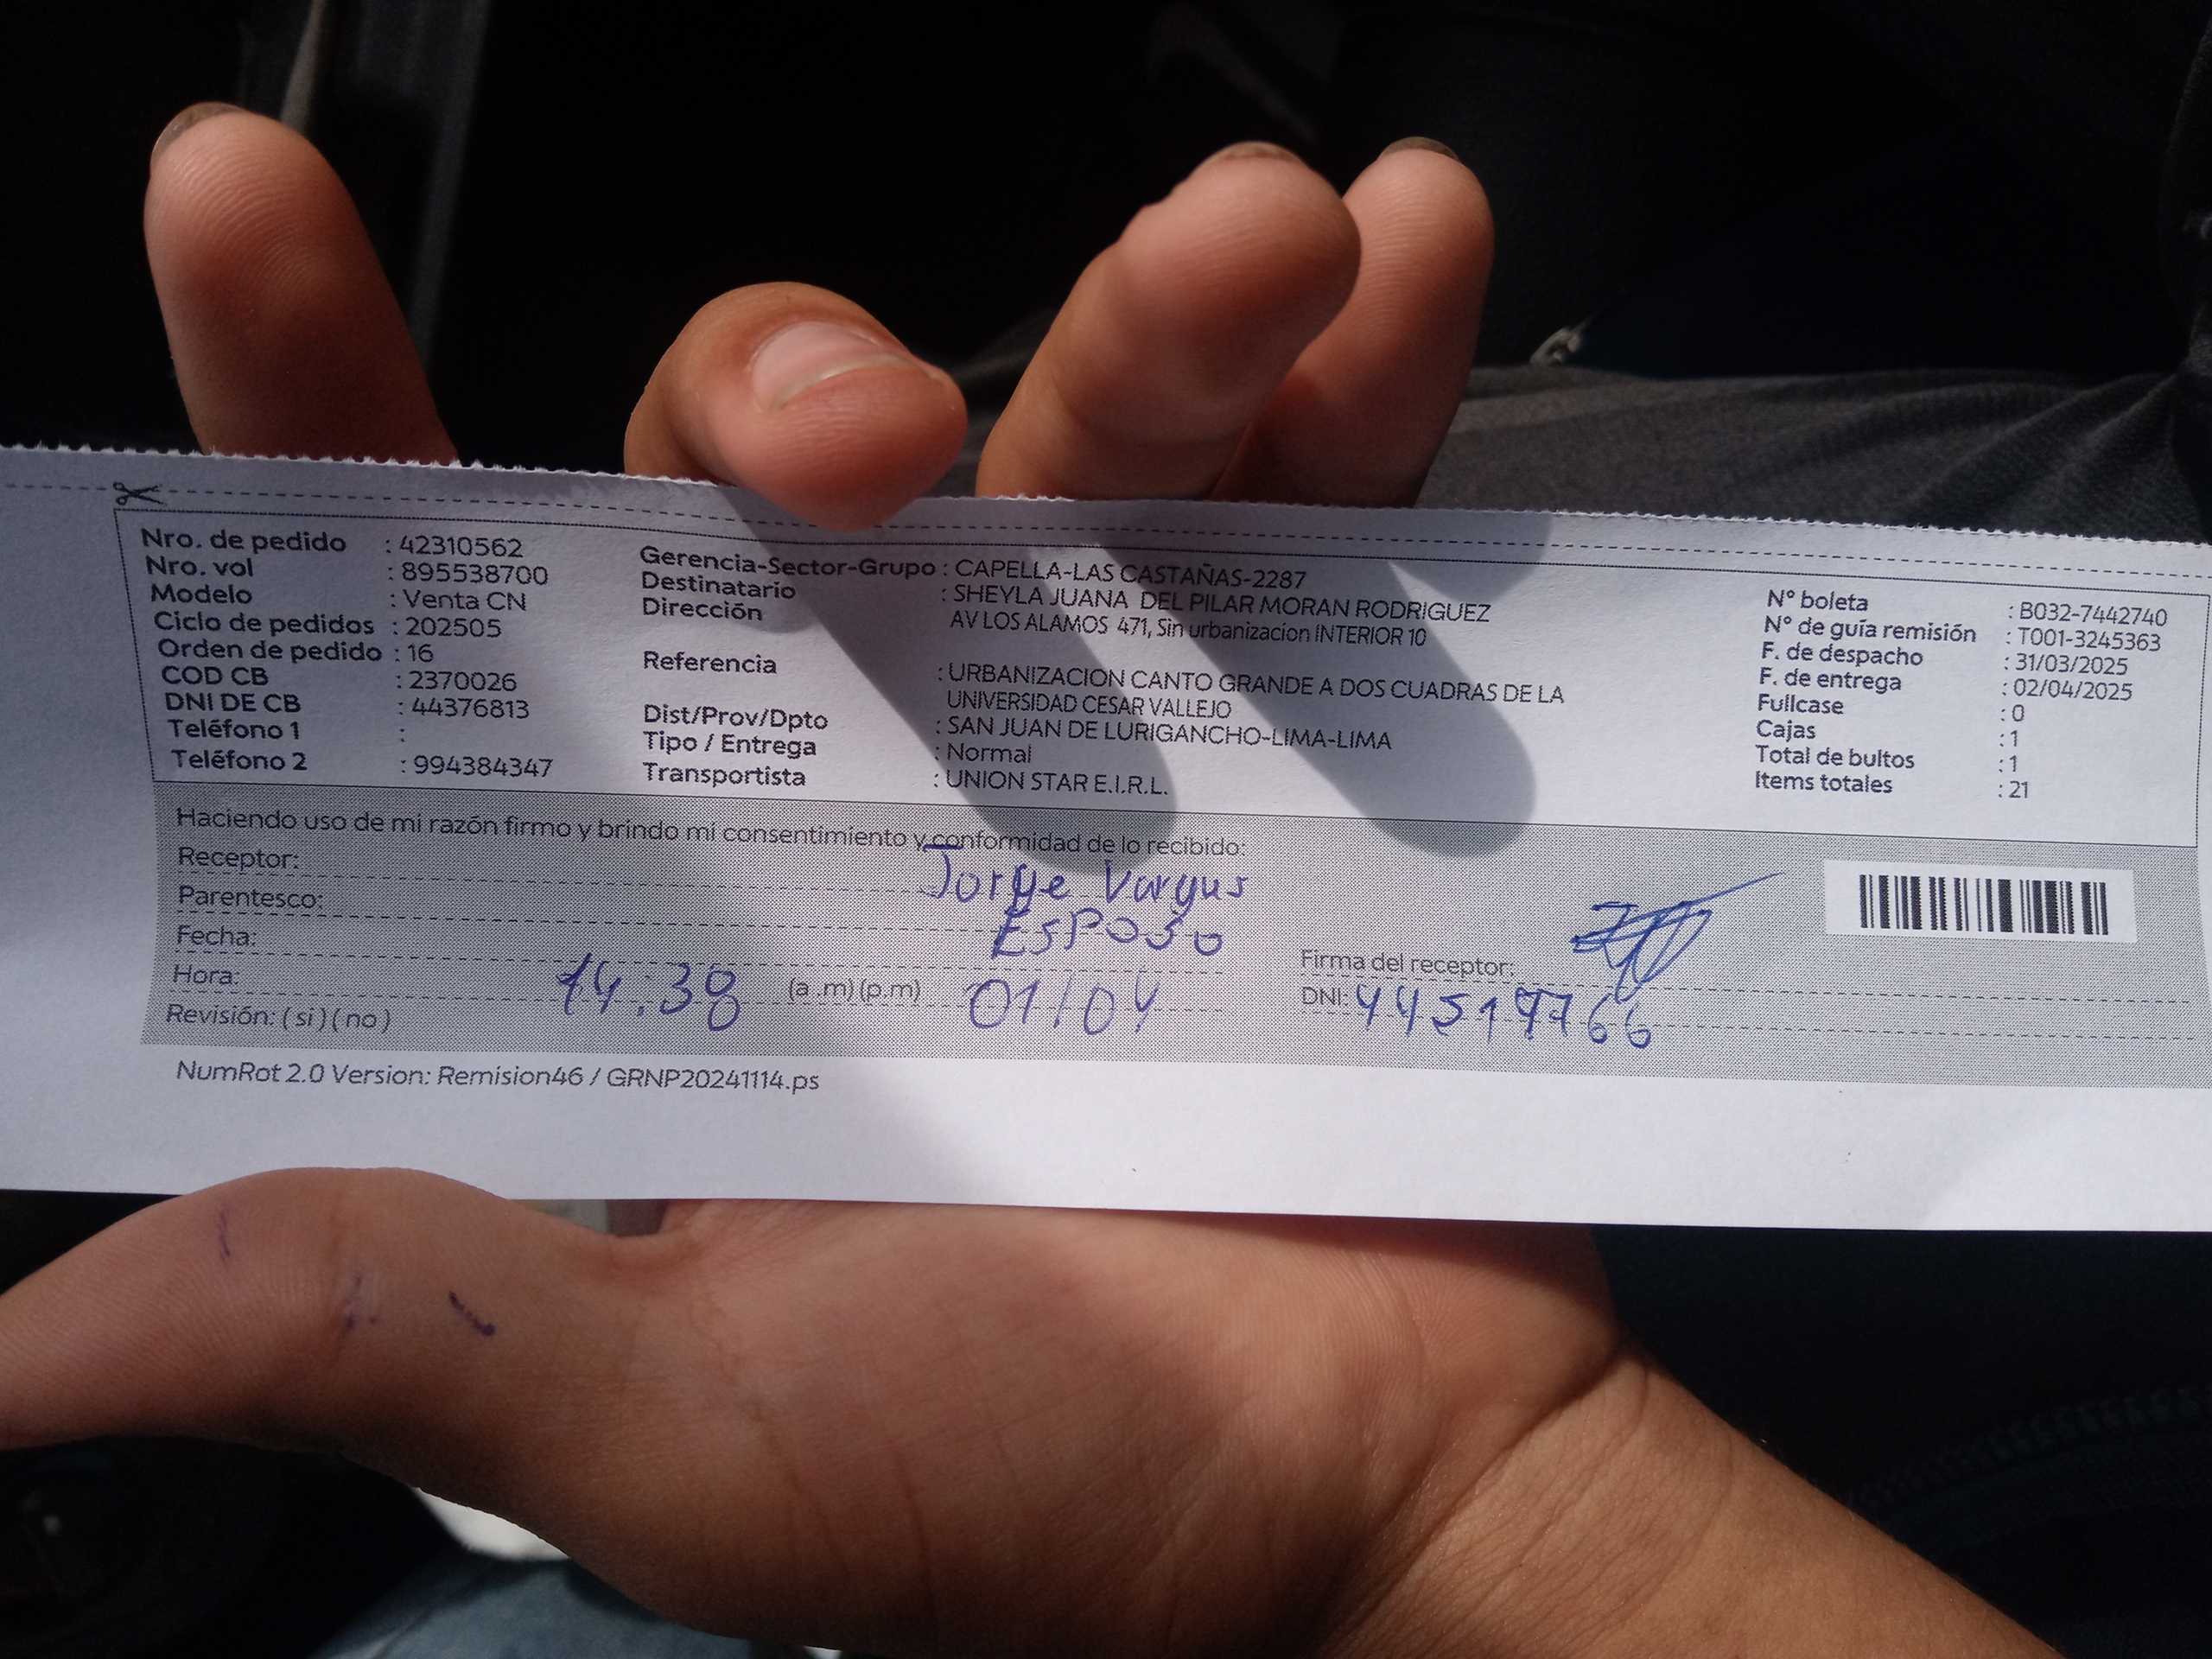 Nro. de pedido : 42310562
Nro. vol : 895538700
Modelo : Venta CN
Ciclo de pedidos : 202505
Orden de pedido : 16
COD CB : 2370026
DNI DE CB : 44376813
Teléfono 1 :
Teléfono 2 : 994384347
Gerencia-Sector-Grupo : CAPELLA-LAS CASTAÑAS-2287
Destinatario : SHEYLA JUANA DEL PILAR MORAN RODRIGUEZ
Dirección AV LOS ALAMOS 471, Sin urbanizacion INTERIOR 10
Referencia : URBANIZACION CANTO GRANDE A DOS CUADRAS DE LA
UNIVERSIDAD CESAR VALLEJO
Dist/Prov/Dpto : SAN JUAN DE LURIGANCHO-LIMA-LIMA
Tipo / Entrega : Normal
Transportista : UNION STAR E.I.R.L.
N° boleta : B032-7442740
N° de guía remisión : T001-3245363
F. de despacho : 31/03/2025
F. de entrega : 02/04/2025
Fullcase : 0
Cajas : 1
Total de bultos : 1
Items totales : 21
Haciendo uso de mi razón firmo y brindo mi consentimiento y conformidad de lo recibido:
Receptor: Jorge Vargas
Parentesco: Esposo
Fecha: 01/04
Hora: 14.38 (a .m) (p.m)
Revisión: ( si ) ( no )
Firma del receptor:
DNI:
NumRot 2.0 Version: Remision46 / GRNP20241114.ps